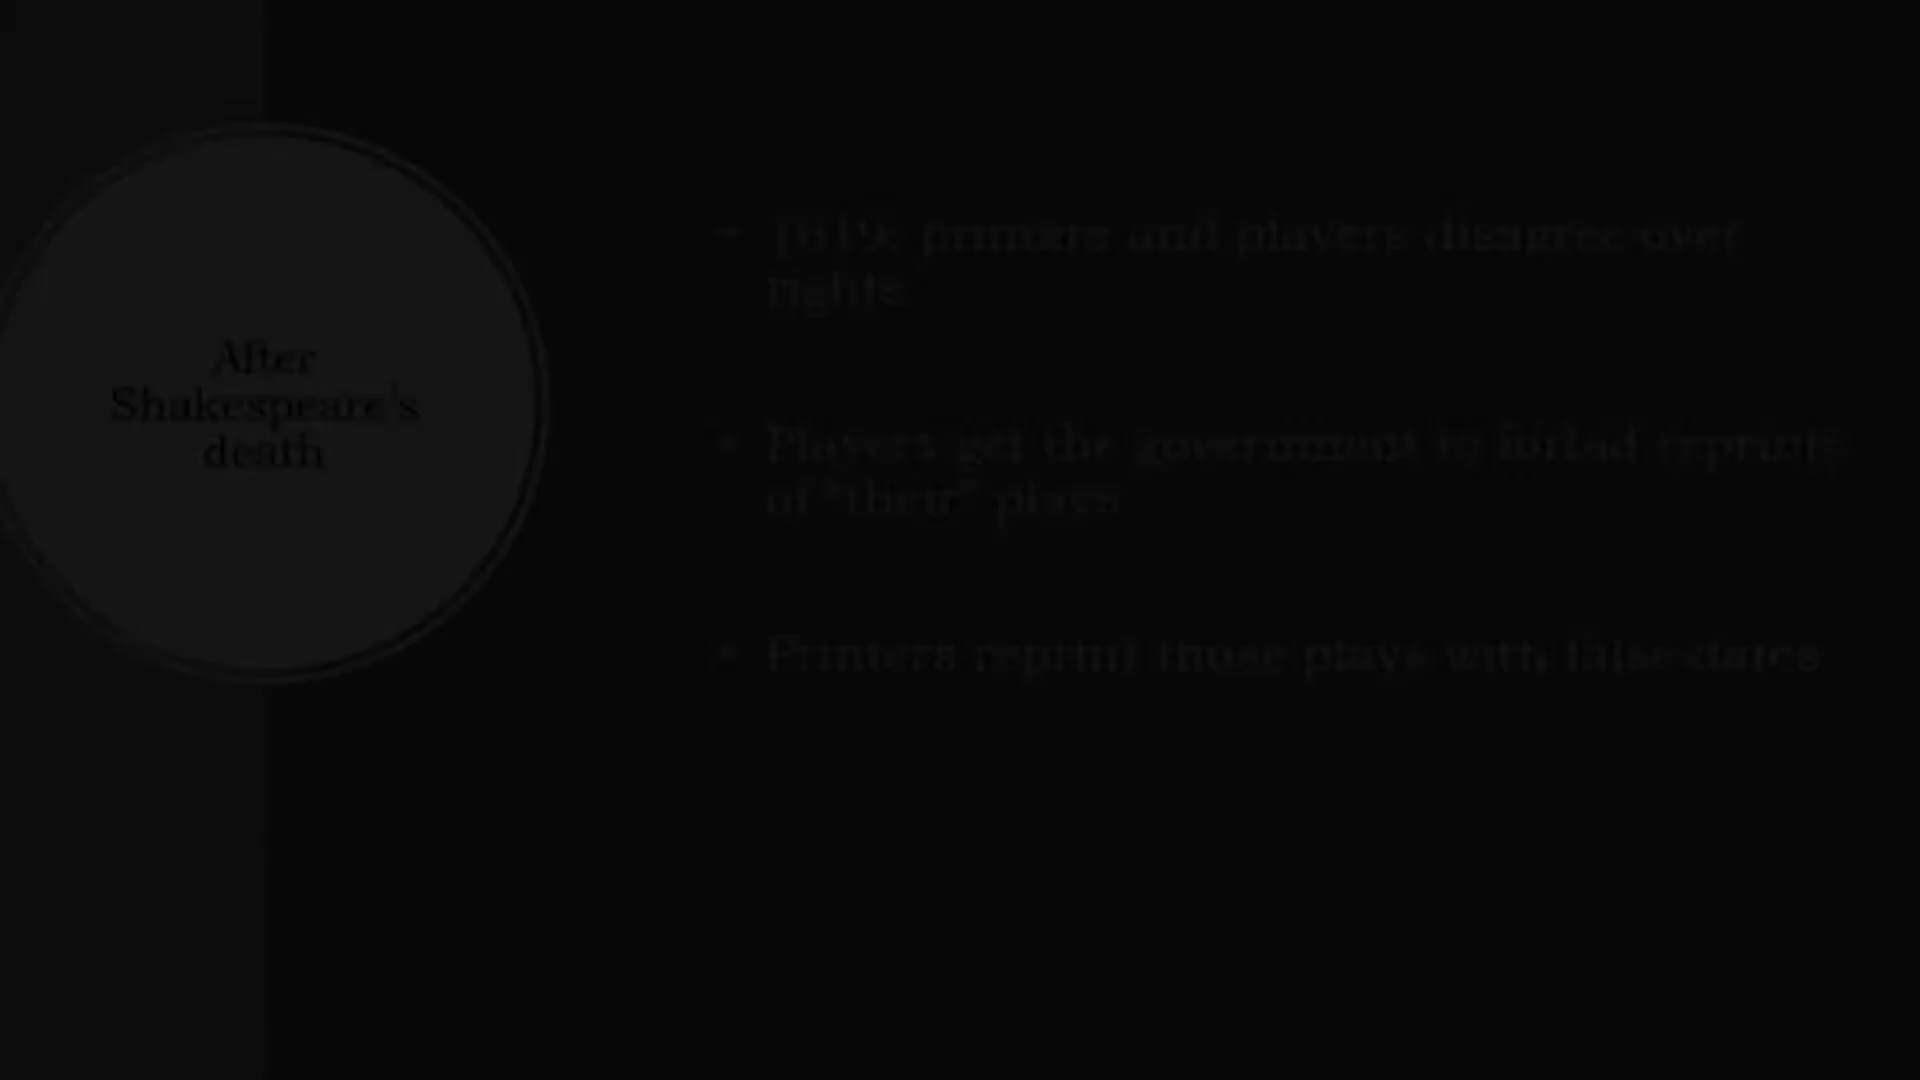 After
Shakespeare's
death
• 1619: printers and players disagree over
rights
• Players get the government to forbid reprints
of "their" plays
• Printers reprint those plays with false dates